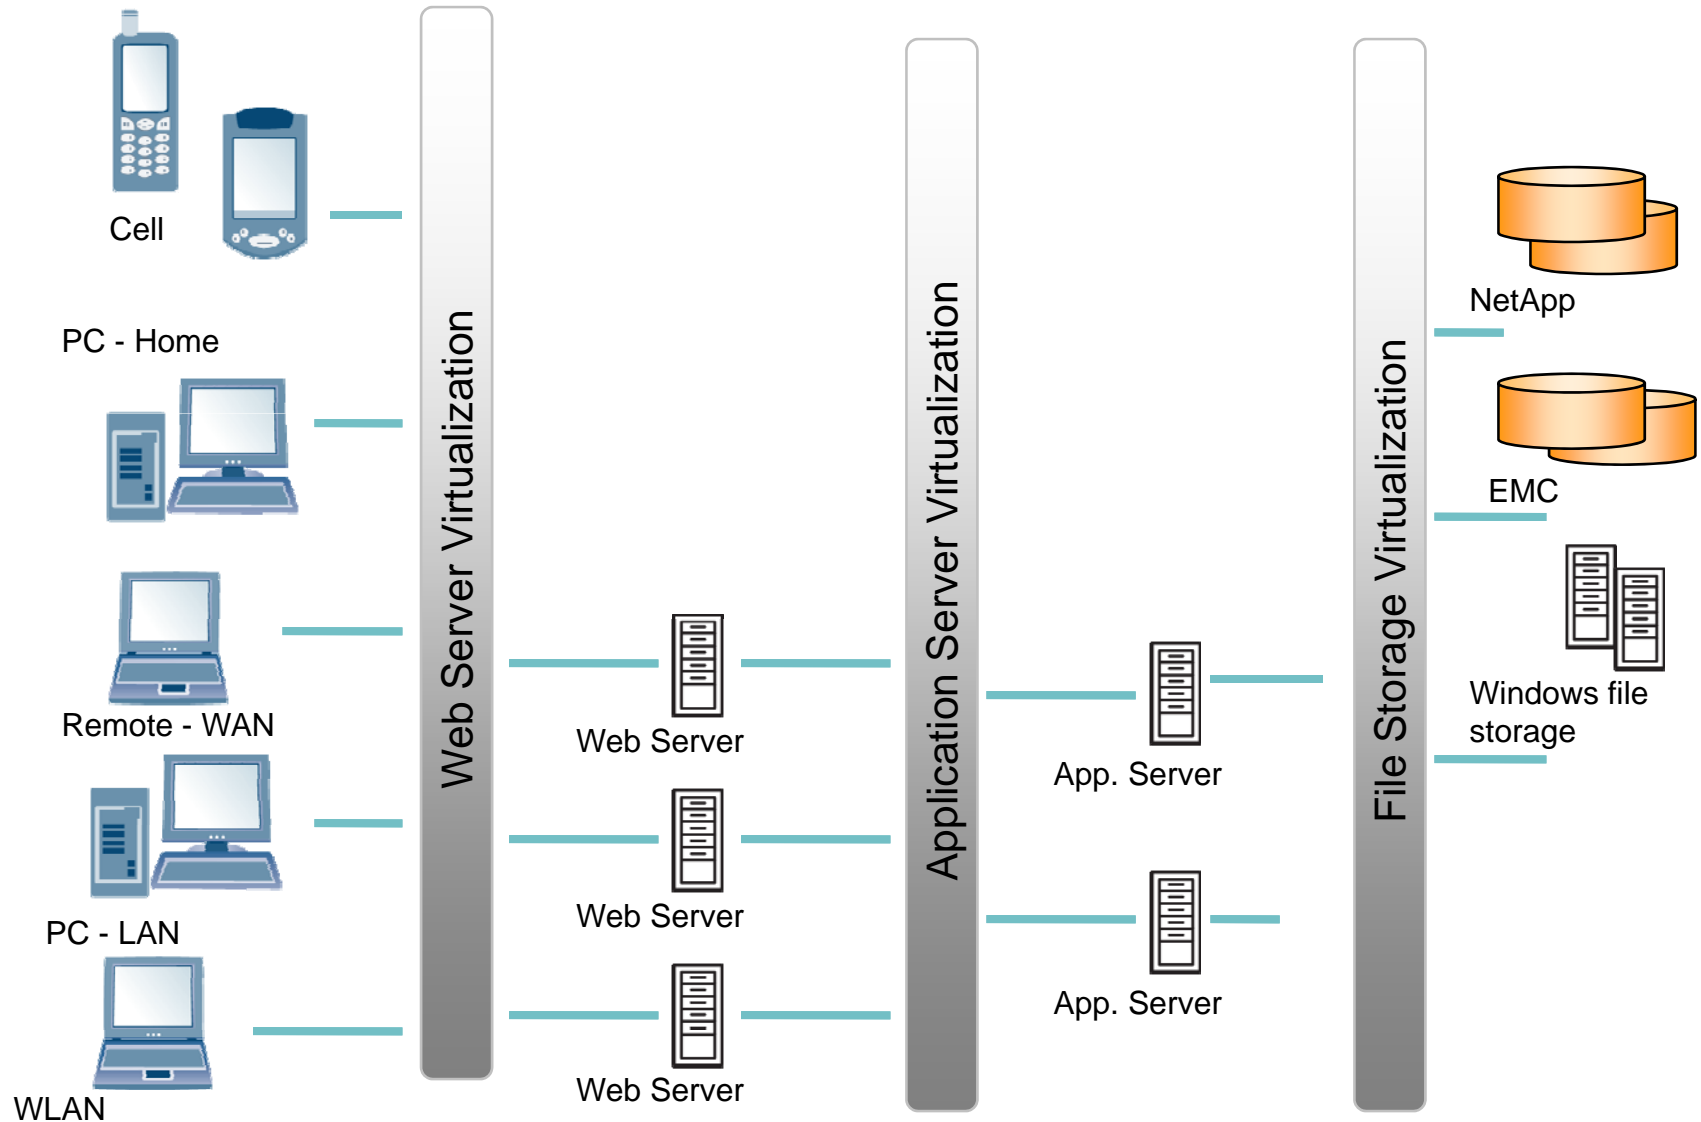 Cell
PC - Home
Remote - WAN
PC - LAN
WLAN
Web Server Virtualization
Web Server
Web Server
Web Server
Application Server Virtualization
App. Server
App. Server
File Storage Virtualization
NetApp
EMC
Windows file
storage